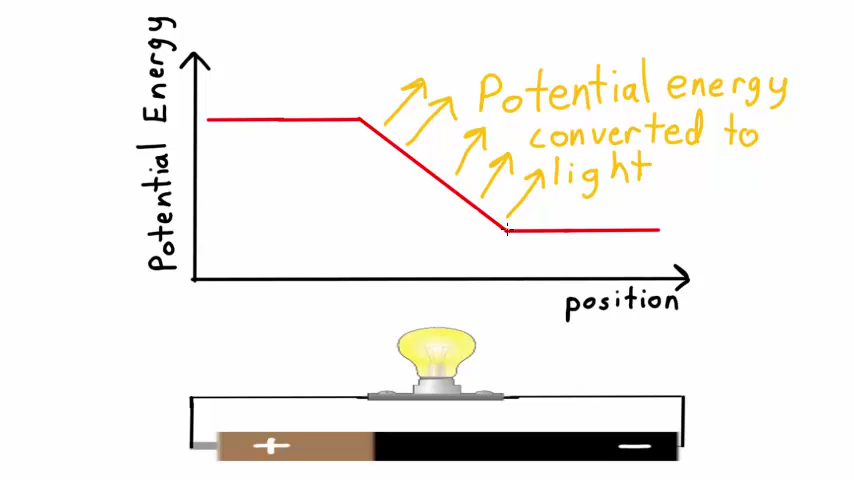 Potential Energy
Potential energy
converted to
light
position
+ −